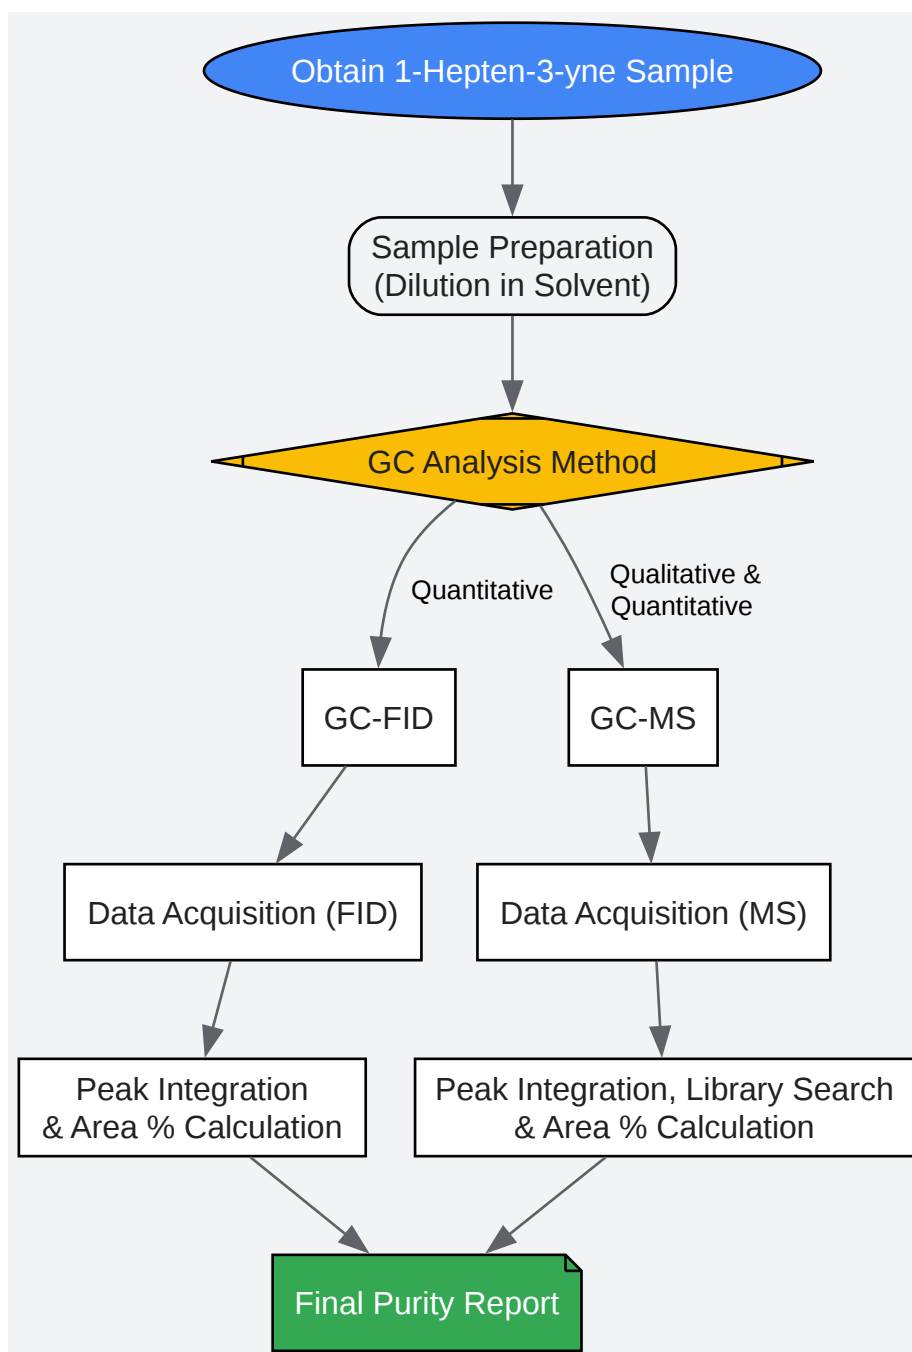 Obtain 1-Hepten-3-yne Sample
Sample Preparation
(Dilution in Solvent)
GC Analysis Method
Quantitative
Qualitative &
Quantitative
GC-FID
GC-MS
Data Acquisition (FID)
Data Acquisition (MS)
Peak Integration
& Area % Calculation
Peak Integration, Library Search
& Area % Calculation
Final Purity Report